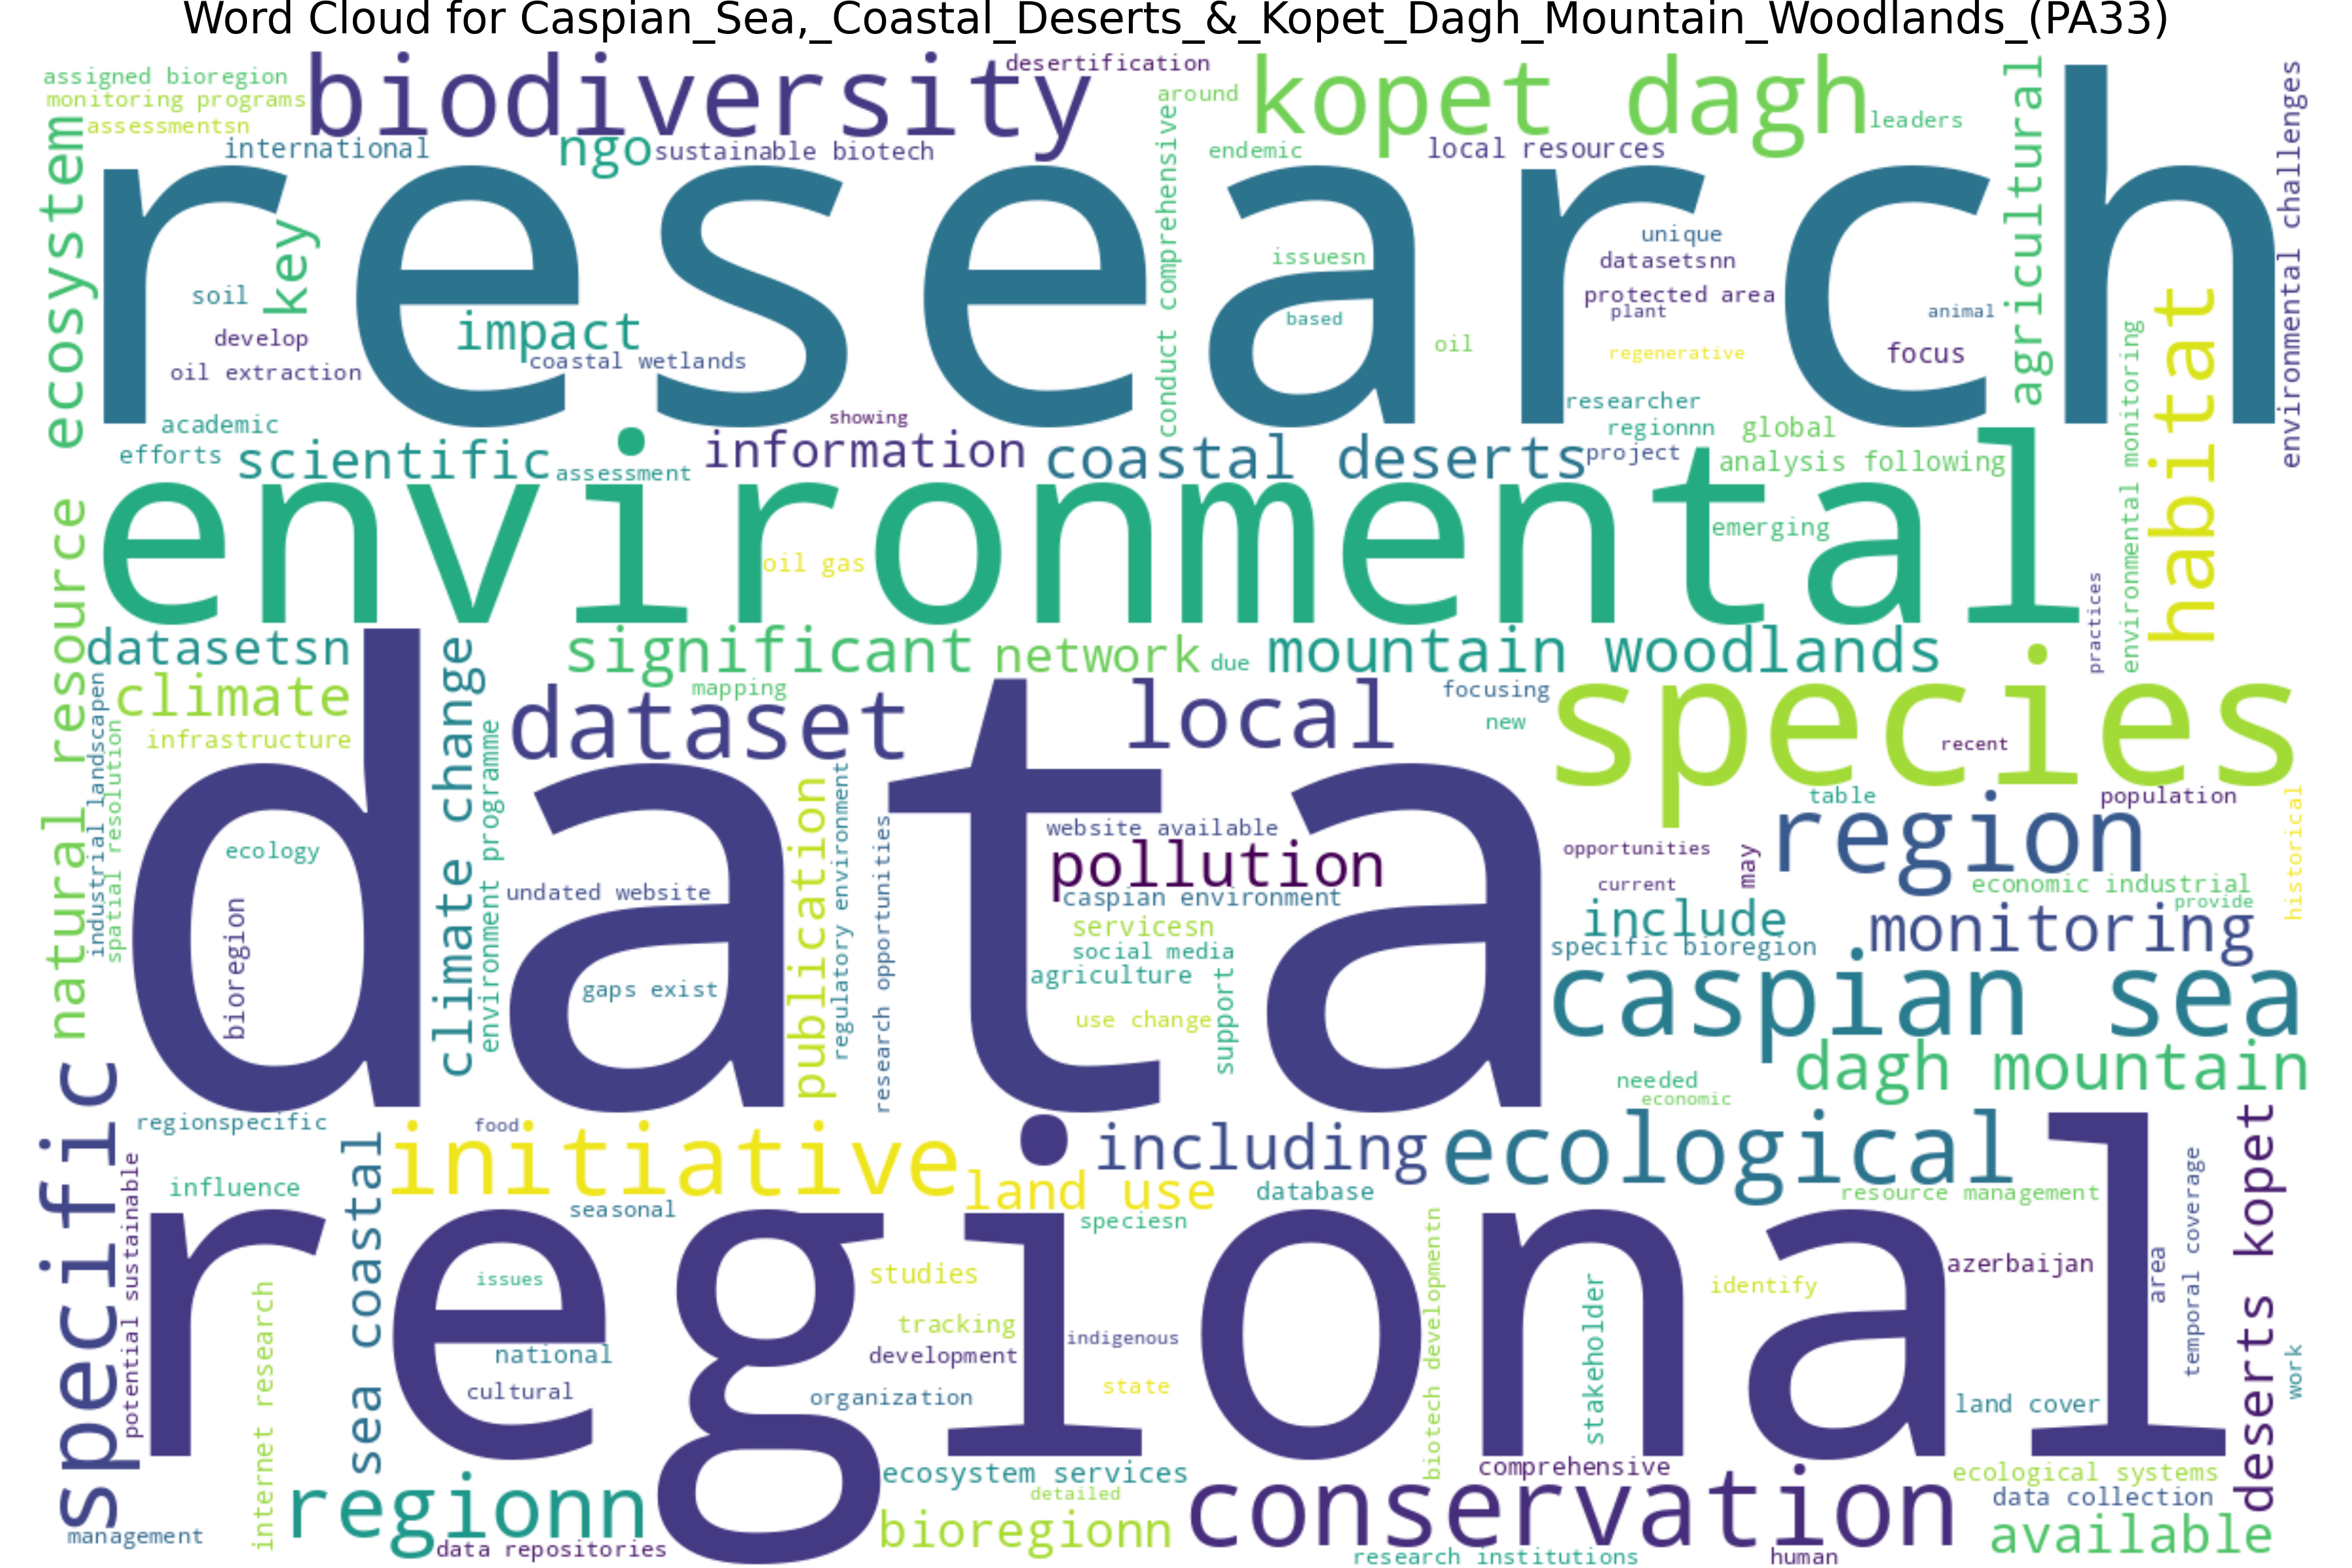 Word Cloud for Caspian_Sea,_Coastal_Deserts_&_Kopet_Dagh_Mountain_Woodlands_(PA33)
assigned bioregion
monitoring programs
assessmentsn
biodiversity
desertification
around
kopet dagh
leaders
agricultural
environmental challenges
international
ngo
sustainable biotech
conduct comprehensive
endemic
local resources
ecosystem
research
key
soil
develop
oil extraction
impact
coastal wetlands
issuesn
based
oil
unique
datasetsnn
protected area
plant
regenerative
animal
focus
habitat
environmental monitoring
academic
efforts
showing
researcher
regionnn
global
scientific
assessment
information
coastal deserts
project
analysis following
environmental
oil gas
emerging
practices
natural resource
datasetsn
significant
network
due
mountain woodlands
climate
infrastructure
industrial landscapen
spatial resolution
climate change
environment programme
mapping
dataset
local
focusing
new
species
recent
data
ecology
bioregion
undated website
gaps exist
publication
regulatory environment
research opportunities
website available
pollution
caspian environment
servicesn
social media
agriculture
use change
support
table
population
historical
region
opportunities
may
current
economic industrial
provide
include
monitoring
specific bioregion
caspian sea
dagh mountain
needed
economic
specific
regionspecific
potential sustainable
influence
internet research
sea coastal
food
initiative
including
ecological
land use
database
resource management
seasonal
speciesn
regional
issues
national
cultural
studies
tracking
development
organization
indigenous
state
biotech developmentn
stakeholder
identify
azerbaijan
area
temporal coverage
land cover
deserts kopet
work
management
regionn
data repositories
ecosystem services
detailed
bioregionn
conservation
comprehensive
research institutions
human
ecological systems
data collection
available